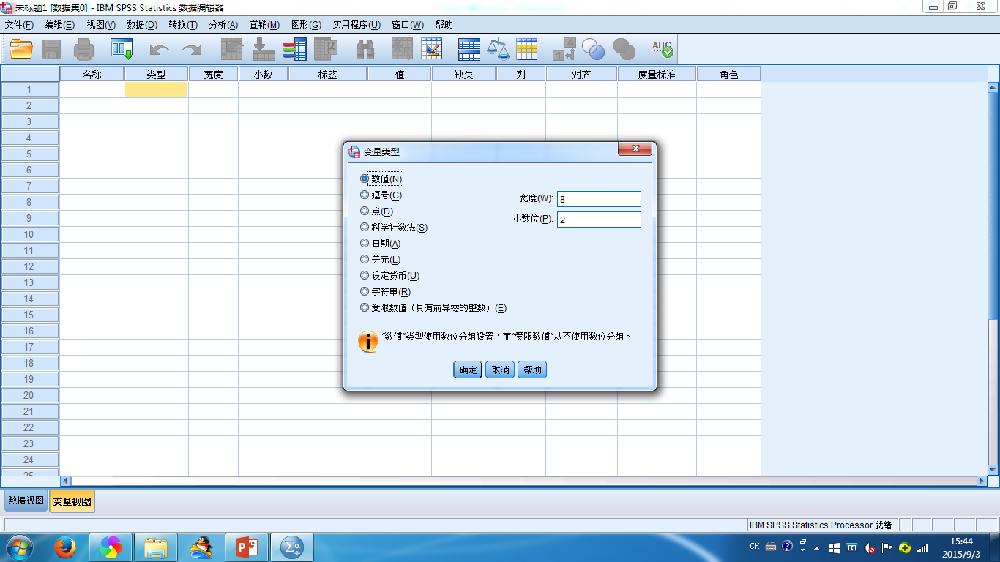 未标题1 [数据集0] - IBM SPSS Statistics 数据编辑器
文件(F) 编辑(E) 视图(V) 数据(D) 转换(T) 分析(A) 直销(M) 图形(G) 实用程序(U) 窗口(W) 帮助
名称 类型 宽度 小数 标签 值 缺失 列 对齐 度量标准 角色
1
2
3
4
5
6
7
8
9
10
11
12
13
14
15
16
17
18
19
20
21
22
23
24
25
变量类型
数值(N)
逗号(C)
点(D)
科学计数法(S)
日期(A)
美元(L)
设定货币(U)
字符串(R)
受限数值（具有前导零的整数）(E)
宽度(W): 8
小数位(P): 2
“数值”类型使用数位分组设置，而“受限数值”从不使用数位分组。
确定 取消 帮助
数据视图 变量视图
IBM SPSS Statistics Processor 就绪
CH
15:44
2015/9/3